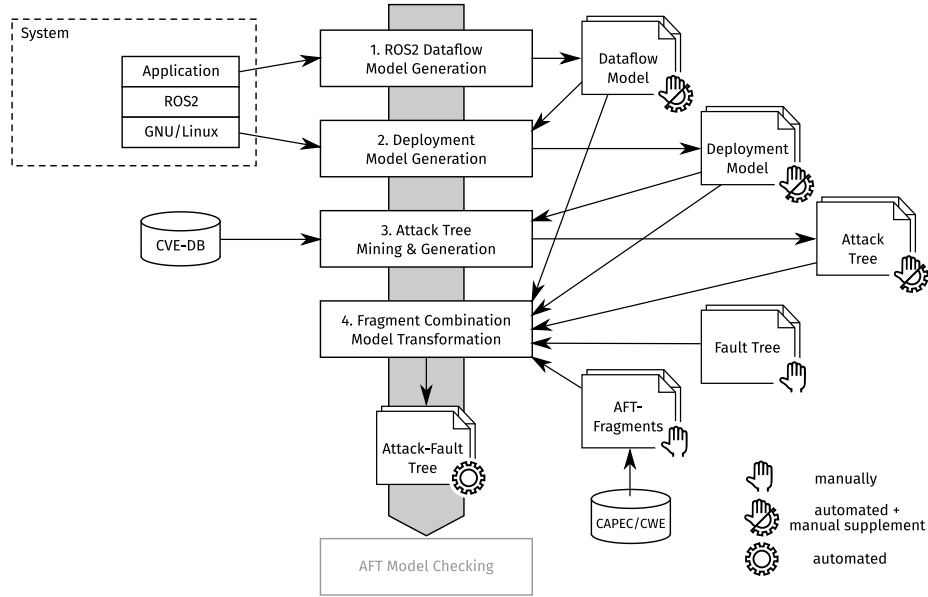 System
Application
ROS2
GNU/Linux
1. ROS2 Dataflow
Model Generation
Dataflow
Model
2. Deployment
Model Generation
Deployment
Model
CVE-DB
3. Attack Tree
Mining & Generation
Attack
Tree
4. Fragment Combination
Model Transformation
Fault Tree
AFT-
Fragments
Attack-Fault
Tree
CAPEC/CWE
manually
automated +
manual supplement
automated
AFT Model Checking